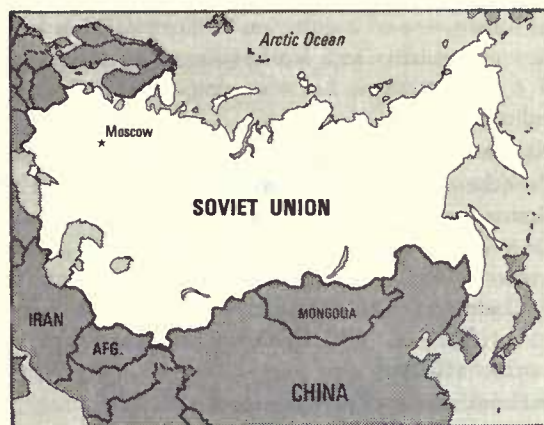 Arctic Ocean
Moscow
SOVIET UNION
IRAN
AFG.
MONGOLIA
CHINA